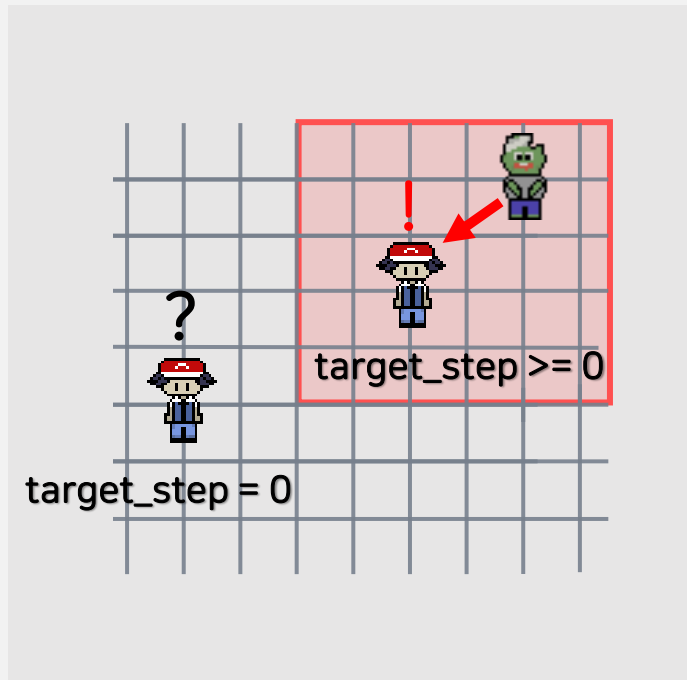 !
target_step >= 0
?
target_step = 0